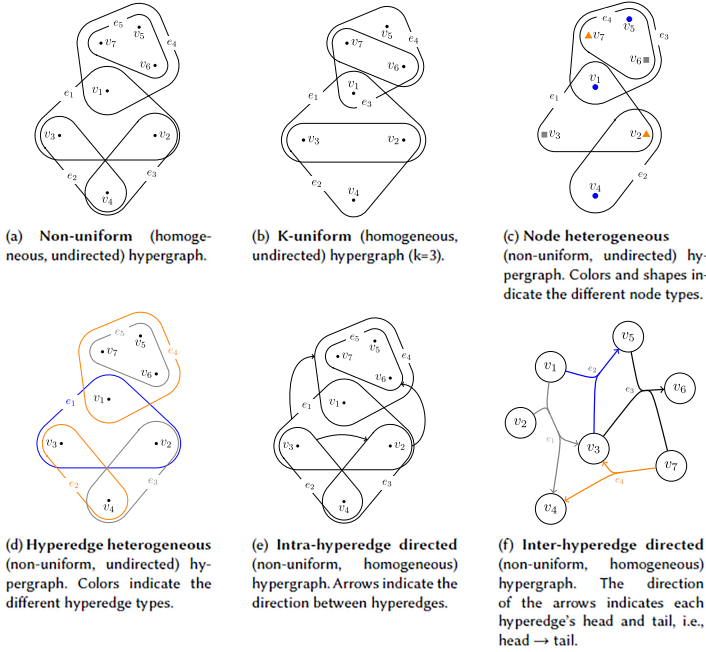 e5
v5
e4
v7
v6
v1
e1
v3
v2
e2
e3
v4
(a) Non-uniform (homoge-
neous, undirected) hypergraph.
v5
e4
v7
v6
v1
e1
e3
v3
v2
e2
v4
(b) K-uniform (homogeneous,
undirected) hypergraph (k=3).
e4
v5
v7
e3
v6
v1
e1
v3
v2
e2
v4
(c) Node heterogeneous
(non-uniform, undirected) hy-
pergraph. Colors and shapes in-
dicate the different node types.
e5
v5
e4
v7
v6
v1
e1
v3
v2
e2
e3
v4
(d) Hyperedge heterogeneous
(non-uniform, undirected) hy-
pergraph. Colors indicate the
different hyperedge types.
e5
v5
e4
v7
v6
v1
e1
v3
v2
e2
e3
v4
(e) Intra-hyperedge directed
(non-uniform, homogeneous)
hypergraph. Arrows indicate the
direction between hyperedges.
v5
v1
e2
e3
v6
v2
e1
v3
v7
e4
v4
(f) Inter-hyperedge directed
(non-uniform, homogeneous)
hypergraph. The direction
of the arrows indicates each
hyperedge's head and tail, i.e.,
head → tail.